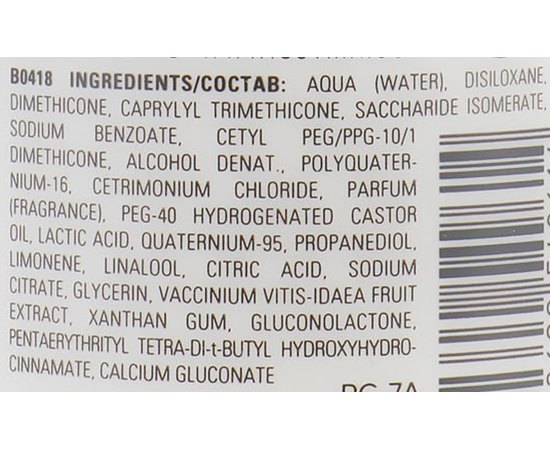 B0418 INGREDIENTS/СОСТАВ: AQUA (WATER), DISILOXANE,
DIMETHICONE, CAPRYLYL TRIMETHICONE, SACCHARIDE ISOMERATE,
SODIUM BENZOATE, CETYL PEG/PPG-10/1
DIMETHICONE, ALCOHOL DENAT., POLYQUATER-
NIUM-16, CETRIMONIUM CHLORIDE, PARFUM
(FRAGRANCE), PEG-40 HYDROGENATED CASTOR
OIL, LACTIC ACID, QUATERNIUM-95, PROPANEDIOL,
LIMONENE, LINALOOL, CITRIC ACID, SODIUM
CITRATE, GLYCERIN, VACCINIUM VITIS-IDAEA FRUIT
EXTRACT, XANTHAN GUM, GLUCONOLACTONE,
PENTAERYTHRITYL TETRA-DI-t-BUTYL HYDROXYHYDRO-
CINNAMATE, CALCIUM GLUCONATE